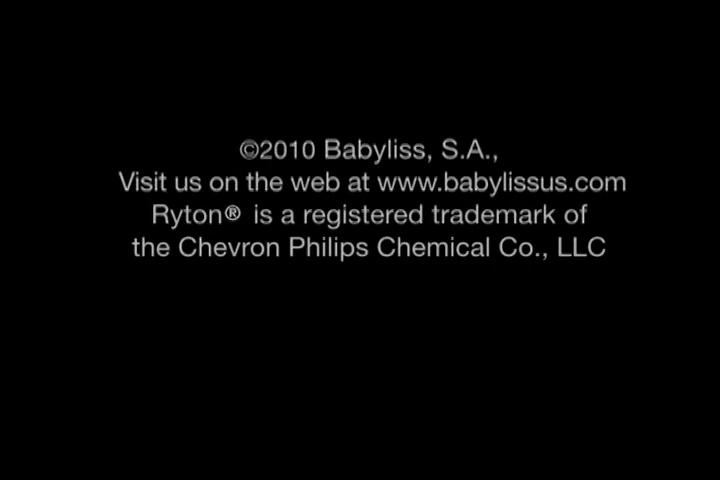 ©2010 Babyliss, S.A.,
Visit us on the web at www.babylissus.com
Ryton® is a registered trademark of
the Chevron Philips Chemical Co., LLC